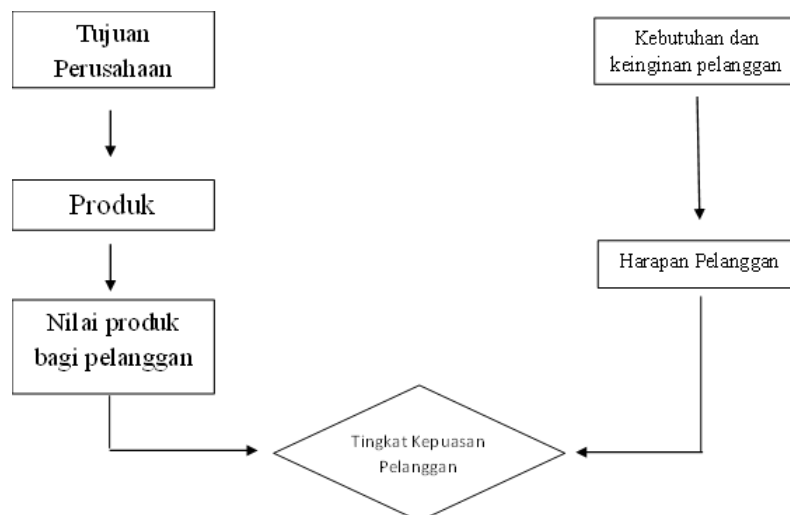 Tujuan
Perusahaan
Kebutuhan dan
keinginan pelanggan
Produk
Harapan Pelanggan
Nilai produk
bagi pelanggan
Tingkat Kepuasan
Pelanggan